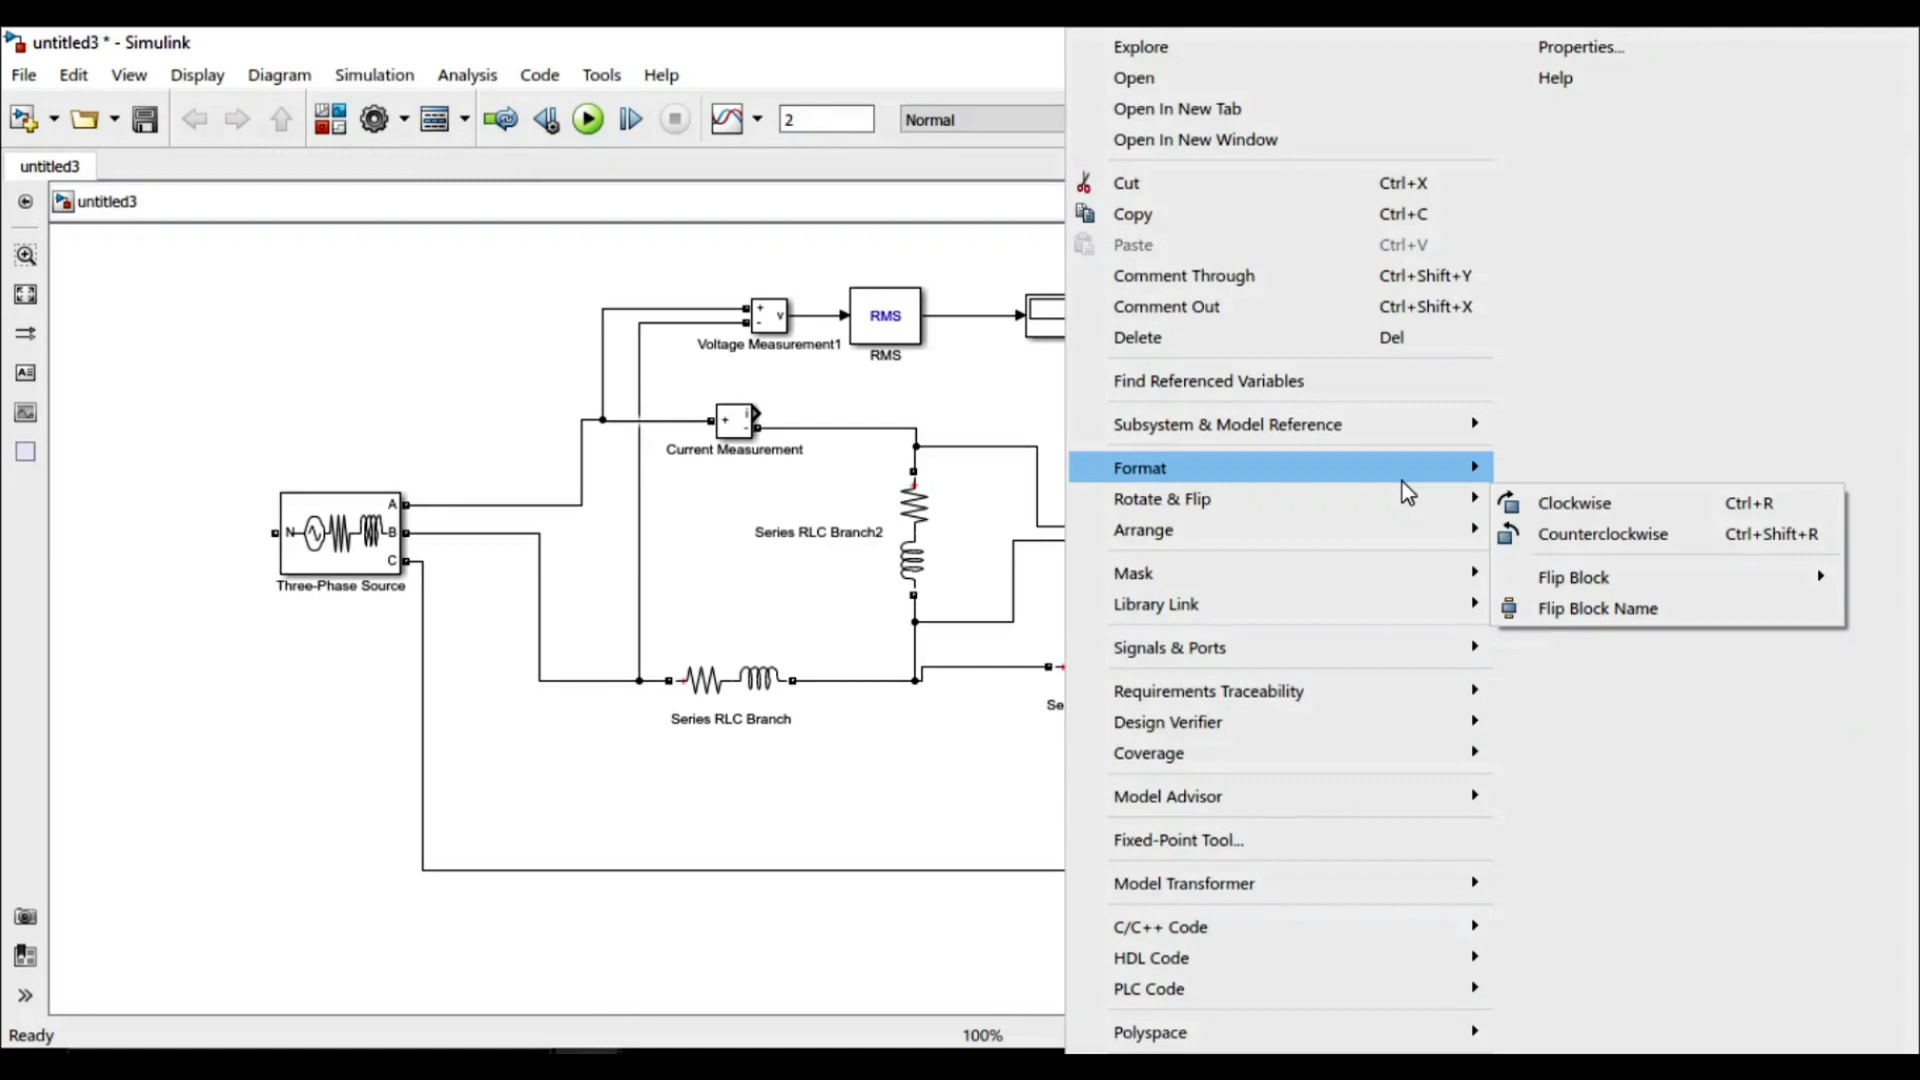 untitled3 * - Simulink
File Edit View Display Diagram Simulation Analysis Code Tools Help
2 Normal
untitled3
untitled3
+ v
-
Voltage Measurement1
RMS
RMS
+ i
-
Current Measurement
N A
B
C
Three-Phase Source
Series RLC Branch2
Series RLC Branch
Se
Ready 100%
Explore
Open
Open In New Tab
Open In New Window
Cut Ctrl+X
Copy Ctrl+C
Paste Ctrl+V
Comment Through Ctrl+Shift+Y
Comment Out Ctrl+Shift+X
Delete Del
Find Referenced Variables
Subsystem & Model Reference
Format
Rotate & Flip
Arrange
Mask
Library Link
Signals & Ports
Requirements Traceability
Design Verifier
Coverage
Model Advisor
Fixed-Point Tool...
Model Transformer
C/C++ Code
HDL Code
PLC Code
Polyspace
Properties...
Help
Clockwise Ctrl+R
Counterclockwise Ctrl+Shift+R
Flip Block
Flip Block Name